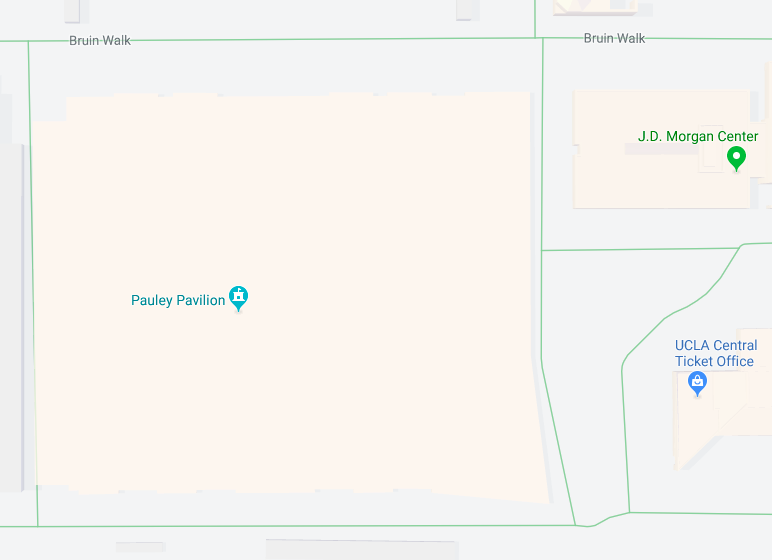 Bruin Walk
Bruin Walk
J.D. Morgan Center
Pauley Pavilion
UCLA Central
Ticket Office